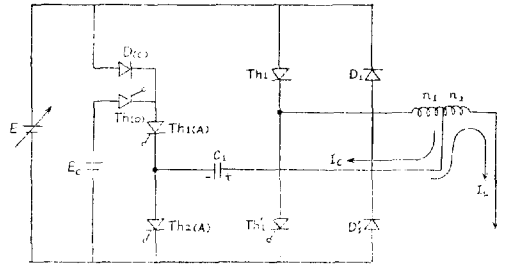 D(c)
Th1
D1
n1 n2
Th(o)
E
Th1(A)
Ec
C1
- +
Ic
IL
Th2(A)
Th1'
D1'